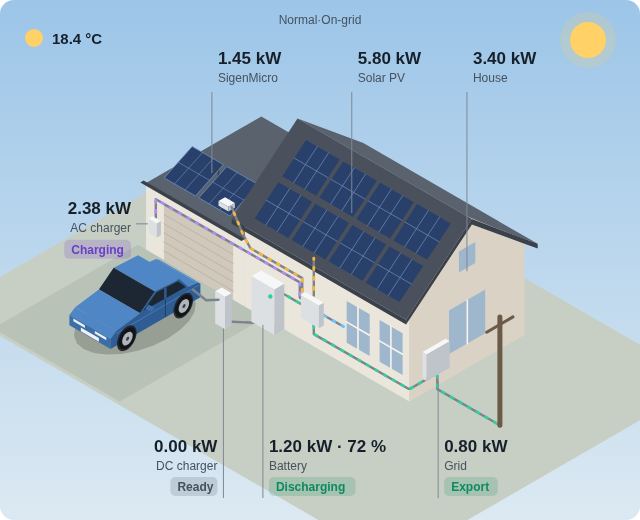 Normal·On-grid
18.4 °C
1.45 kW
SigenMicro
5.80 kW
Solar PV
3.40 kW
House
2.38 kW
AC charger
Charging
0.00 kW
DC charger
Ready
1.20 kW · 72 %
Battery
Discharging
0.80 kW
Grid
Export